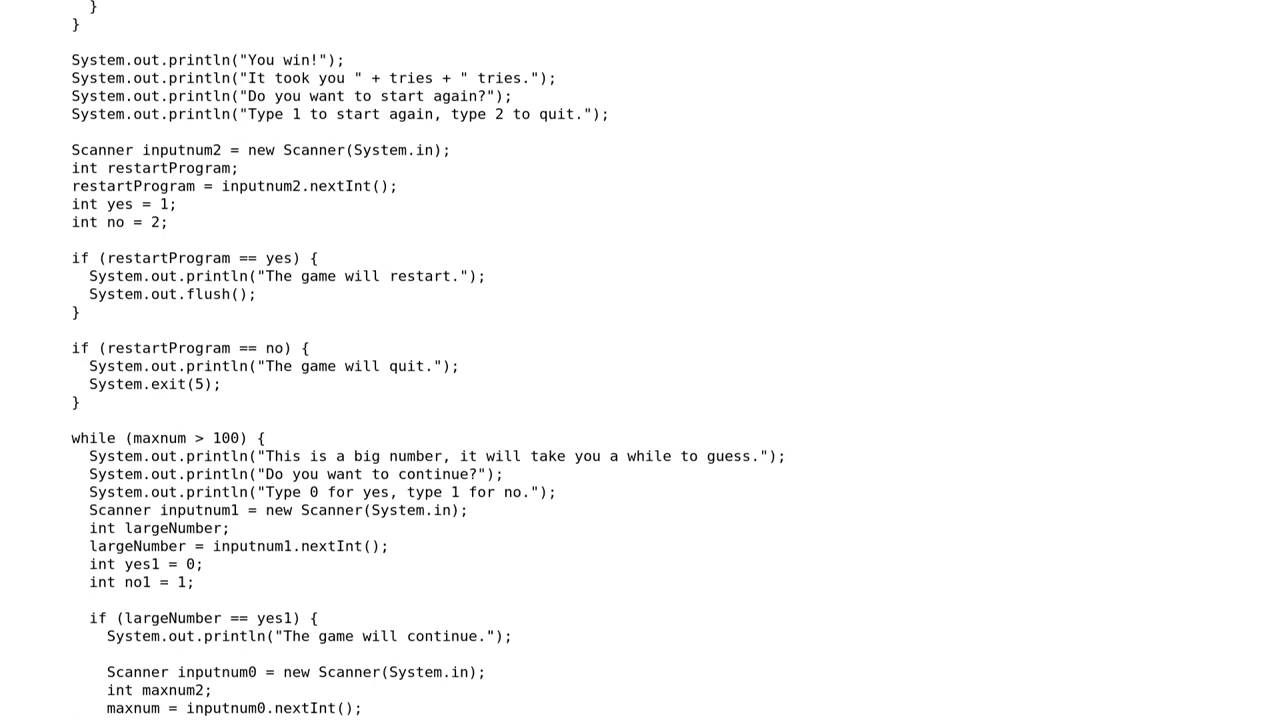 }
}
System.out.println("You win!");
System.out.println("It took you " + tries + " tries.");
System.out.println("Do you want to start again?");
System.out.println("Type 1 to start again, type 2 to quit.");
Scanner inputnum2 = new Scanner(System.in);
int restartProgram;
restartProgram = inputnum2.nextInt();
int yes = 1;
int no = 2;
if (restartProgram == yes) {
System.out.println("The game will restart.");
System.out.flush();
}
if (restartProgram == no) {
System.out.println("The game will quit.");
System.exit(5);
}
while (maxnum > 100) {
System.out.println("This is a big number, it will take you a while to guess.");
System.out.println("Do you want to continue?");
System.out.println("Type 0 for yes, type 1 for no.");
Scanner inputnum1 = new Scanner(System.in);
int largeNumber;
largeNumber = inputnum1.nextInt();
int yes1 = 0;
int no1 = 1;
if (largeNumber == yes1) {
System.out.println("The game will continue.");
Scanner inputnum0 = new Scanner(System.in);
int maxnum2;
maxnum = inputnum0.nextInt();